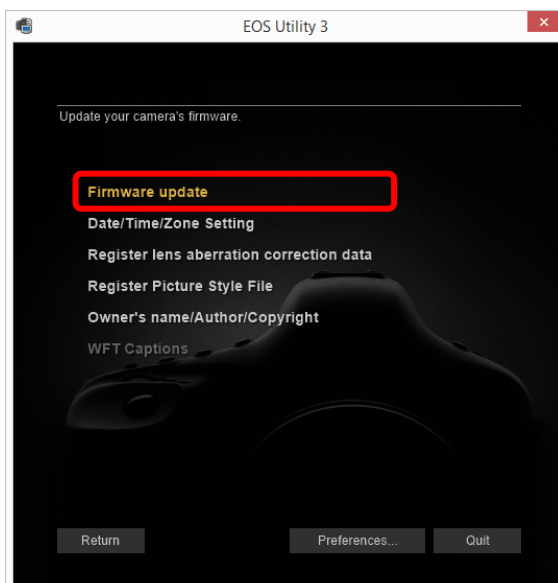 EOS Utility 3
Update your camera's firmware.
Firmware update
Date/Time/Zone Setting
Register lens aberration correction data
Register Picture Style File
Owner's name/Author/Copyright
WFT Captions
Return Preferences... Quit